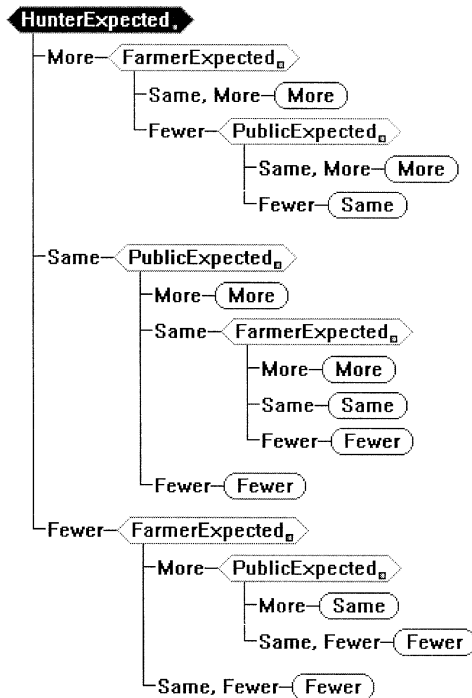 HunterExpected
More FarmerExpected
Same, More More
Fewer PublicExpected
Same, More More
Fewer Same
Same PublicExpected
More More
Same FarmerExpected
More More
Same Same
Fewer Fewer
Fewer Fewer
Fewer FarmerExpected
More PublicExpected
More Same
Same, Fewer Fewer
Same, Fewer Fewer